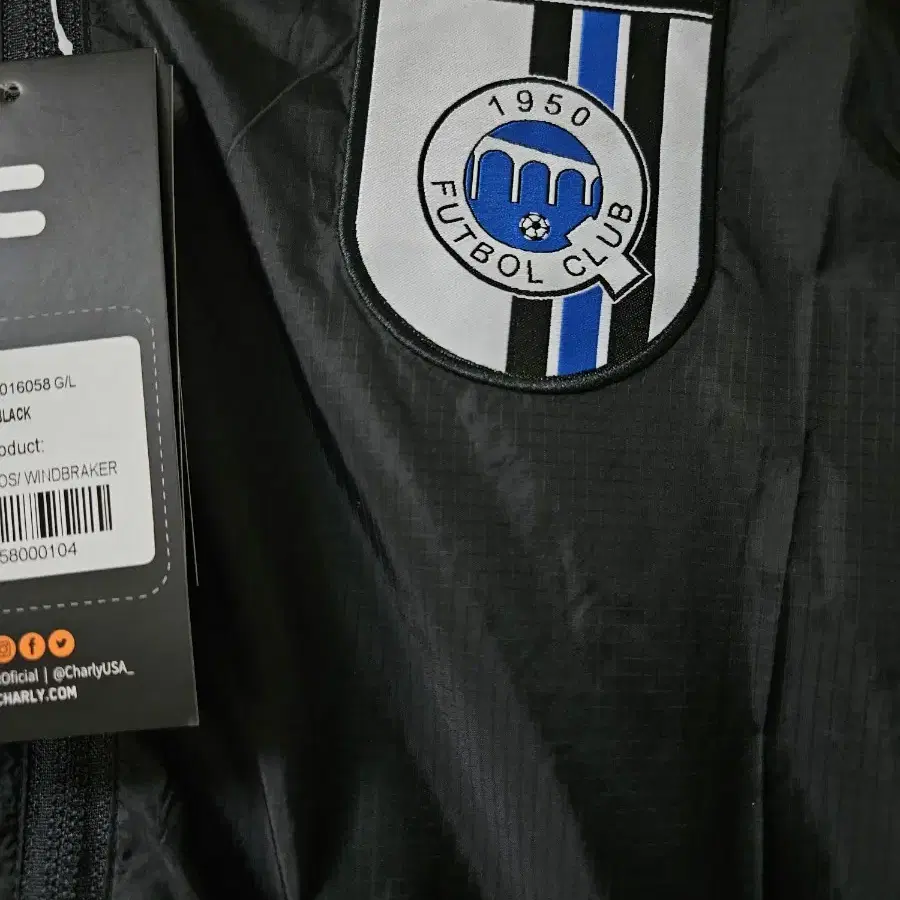 1950
FUTBOL CLUB
016058 G/L
BLACK
oduct:
OS/ WINDBRAKER
58000104
Oficial | @CharlyUSA_
CHARLY.COM